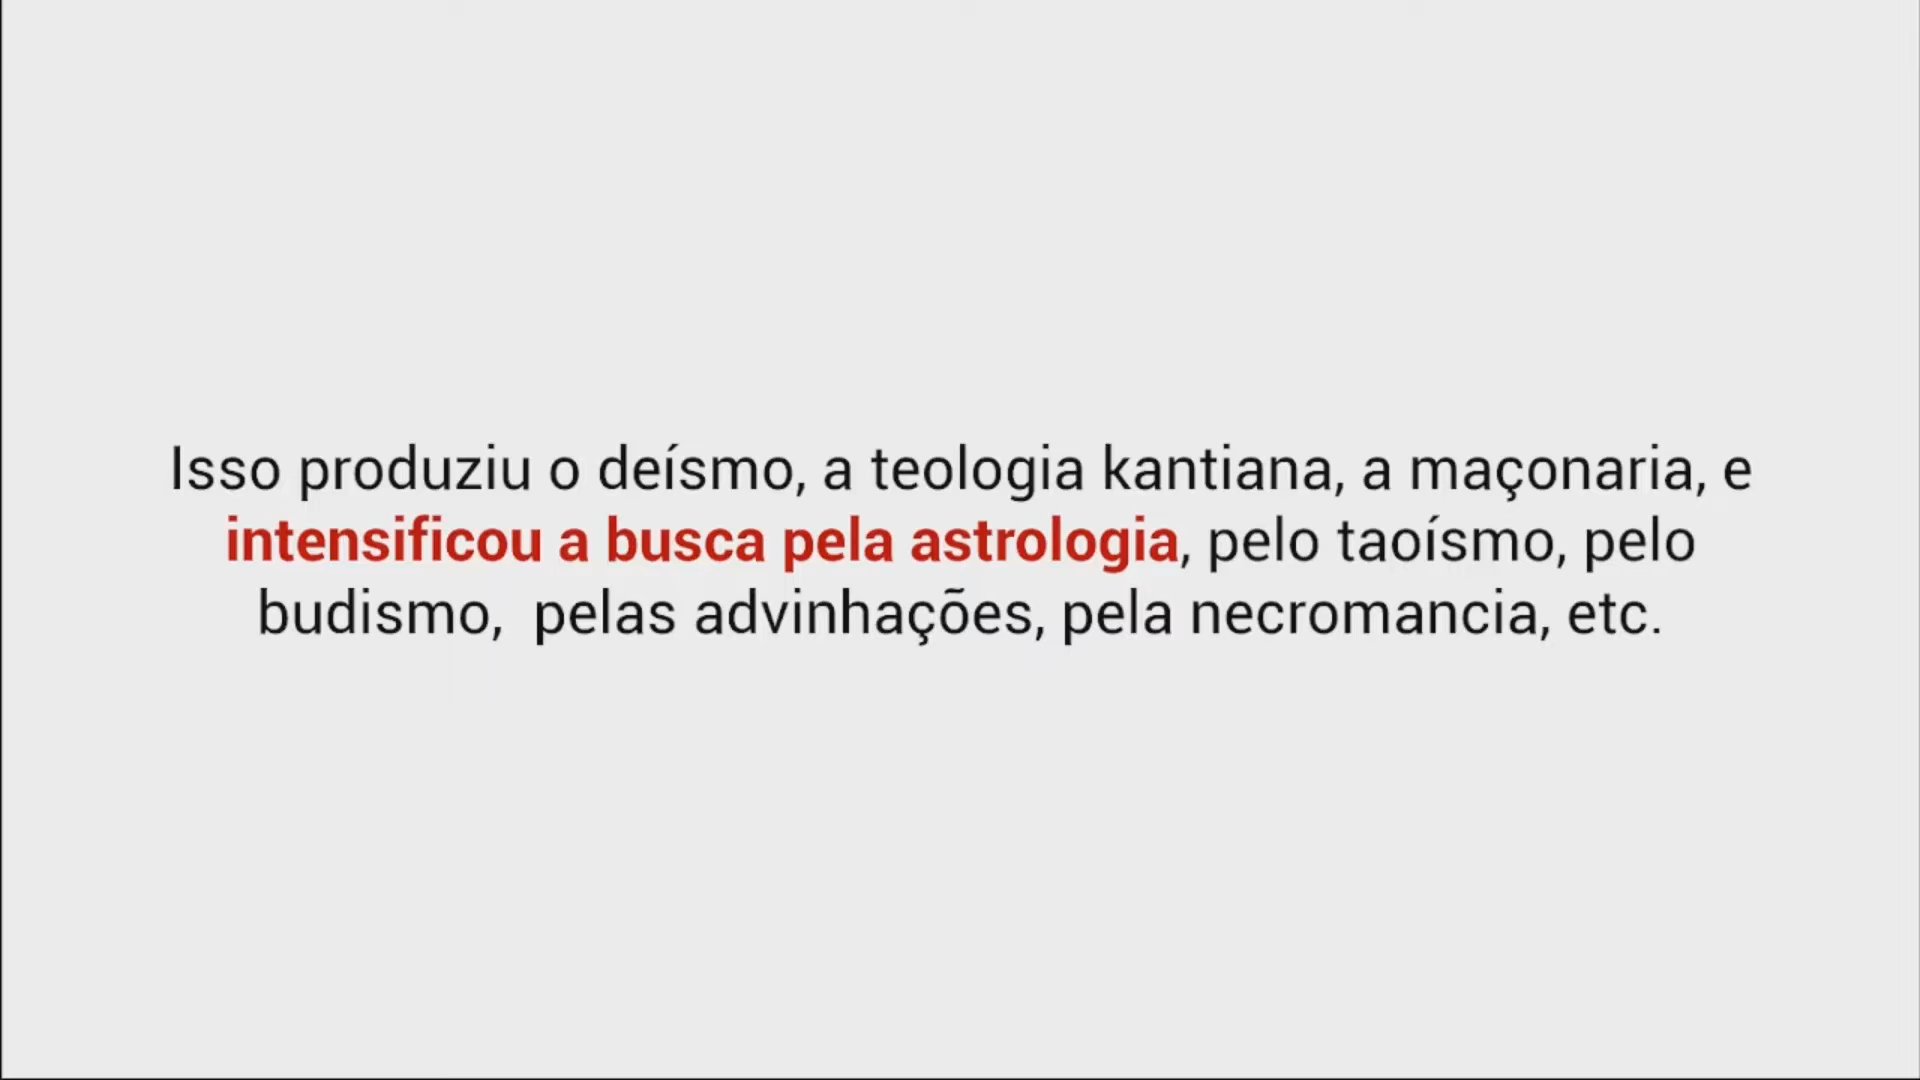 Isso produziu o deísmo, a teologia kantiana, a maçonaria, e
intensificou a busca pela astrologia, pelo taoísmo, pelo
budismo,  pelas advinhações, pela necromancia, etc.